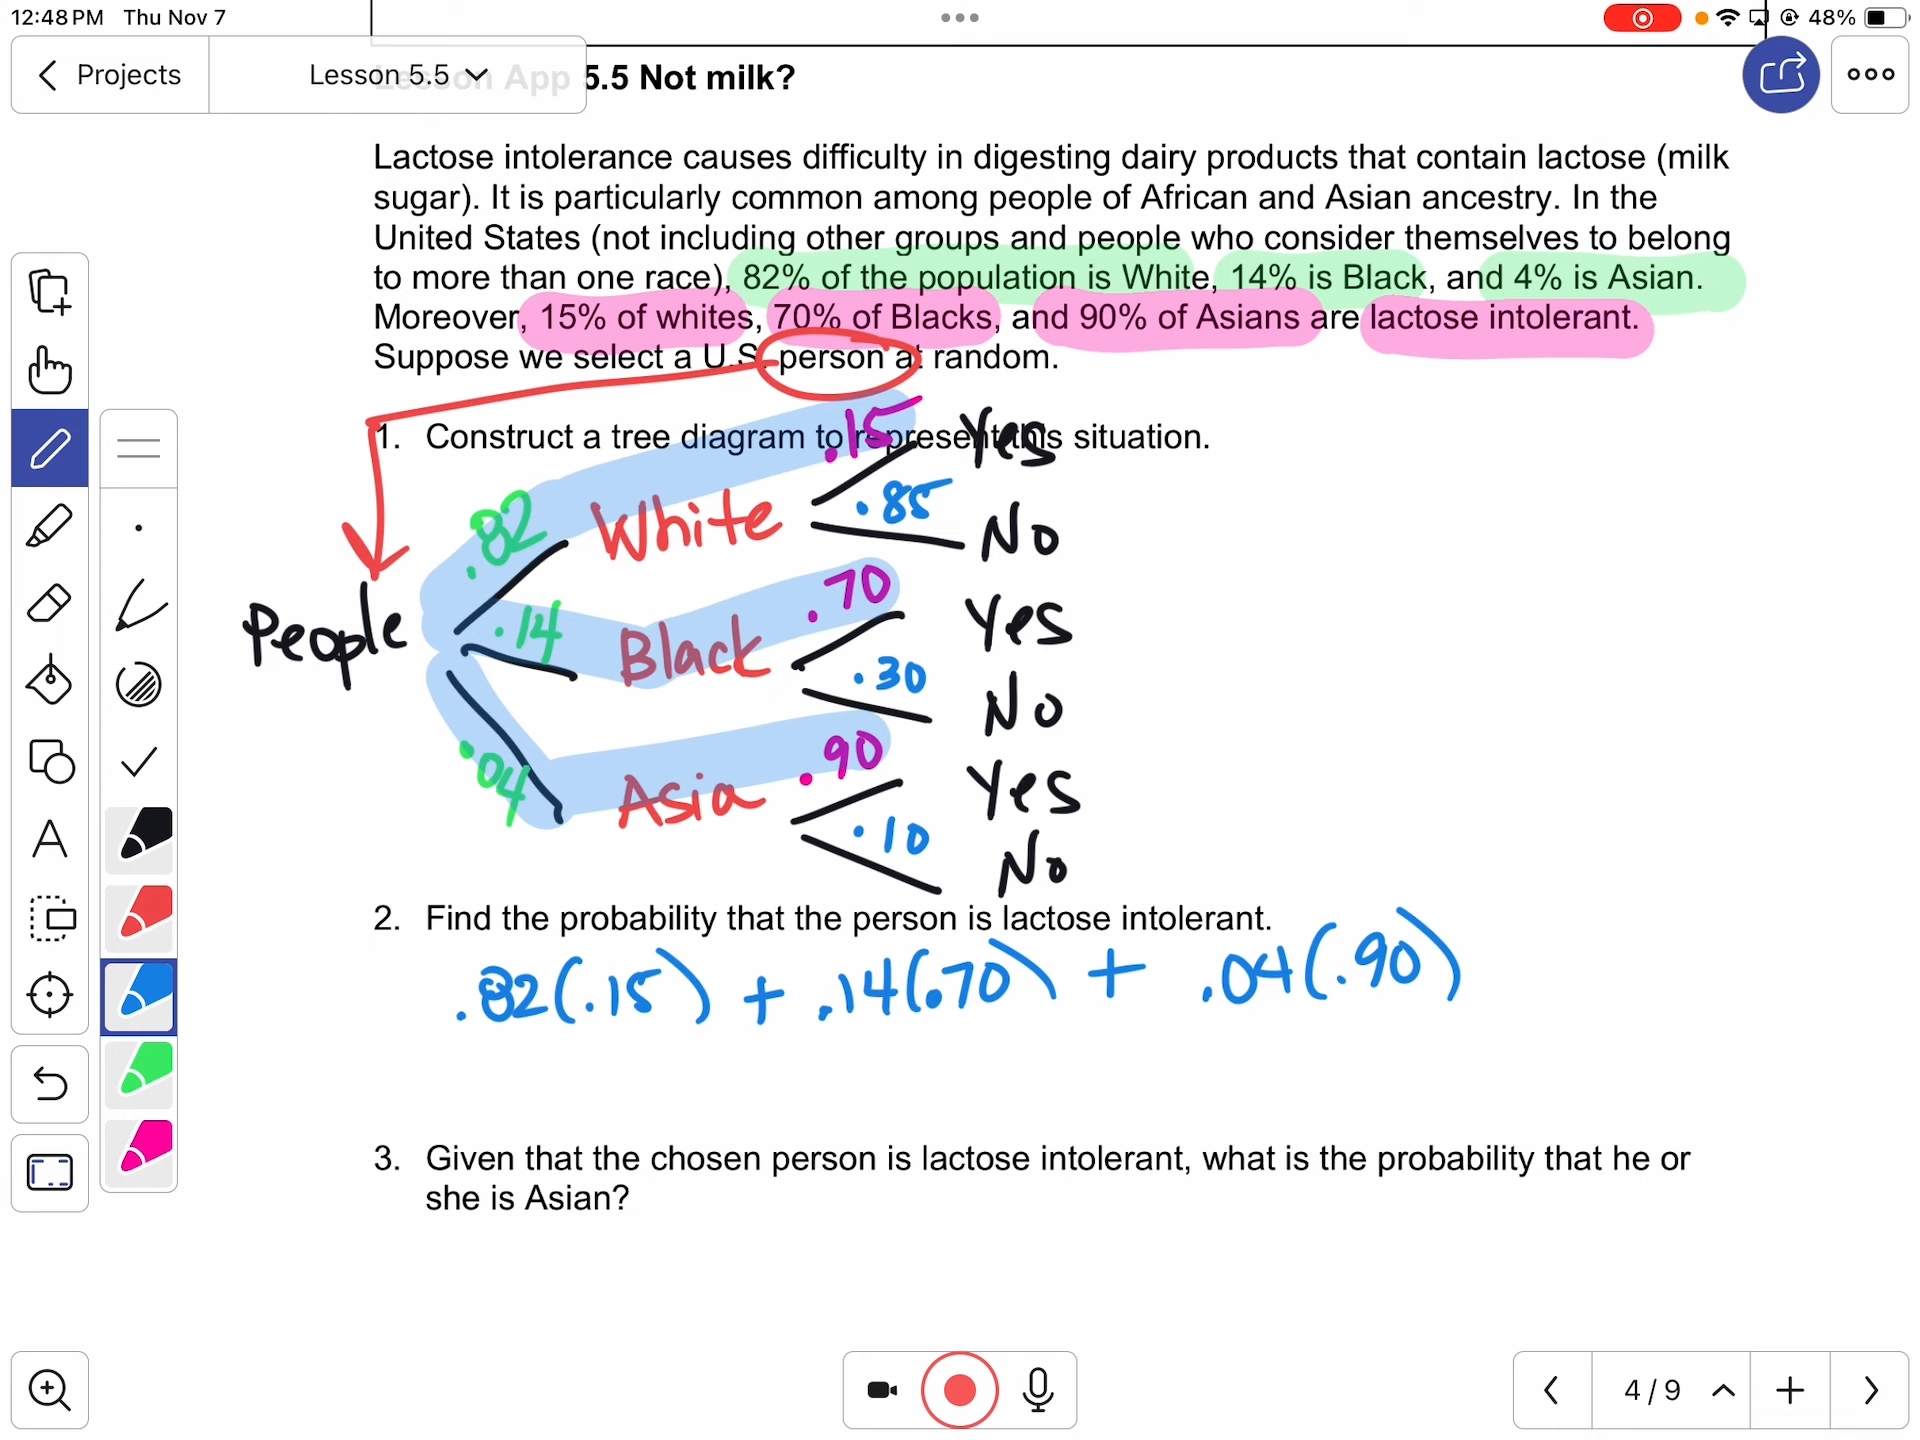 12:48 PM Thu Nov 7
48%
Projects
Lesson 5.5
Lesson App 5.5 Not milk?
Lactose intolerance causes difficulty in digesting dairy products that contain lactose (milk
sugar). It is particularly common among people of African and Asian ancestry. In the
United States (not including other groups and people who consider themselves to belong
to more than one race), 82% of the population is White, 14% is Black, and 4% is Asian.
Moreover, 15% of whites, 70% of Blacks, and 90% of Asians are lactose intolerant.
Suppose we select a U.S. person at random.
1. Construct a tree diagram to represent this situation.
.15 Yes
.82 White .85 No
.70 Yes
People .14 Black .30 No
.90 Yes
.04 Asia .10 No
2. Find the probability that the person is lactose intolerant.
.82(.15) + .14(.70) + .04(.90)
3. Given that the chosen person is lactose intolerant, what is the probability that he or
she is Asian?
A
4 / 9